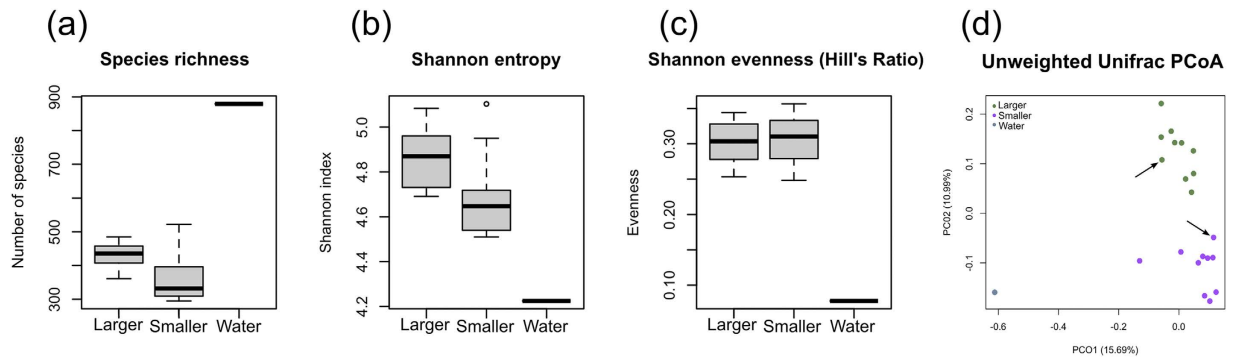 (a)
Species richness
Number of species
900
700
500
300
Larger Smaller Water
(b)
Shannon entropy
Shannon index
5.0
4.8
4.6
4.4
4.2
Larger Smaller Water
(c)
Shannon evenness (Hill's Ratio)
Evenness
0.30
0.20
0.10
Larger Smaller Water
(d)
Unweighted Unifrac PCoA
Larger
Smaller
Water
PC02 (10.99%)
0.2
0.1
0.0
-0.1
-0.6 -0.4 -0.2 0.0
PCO1 (15.69%)